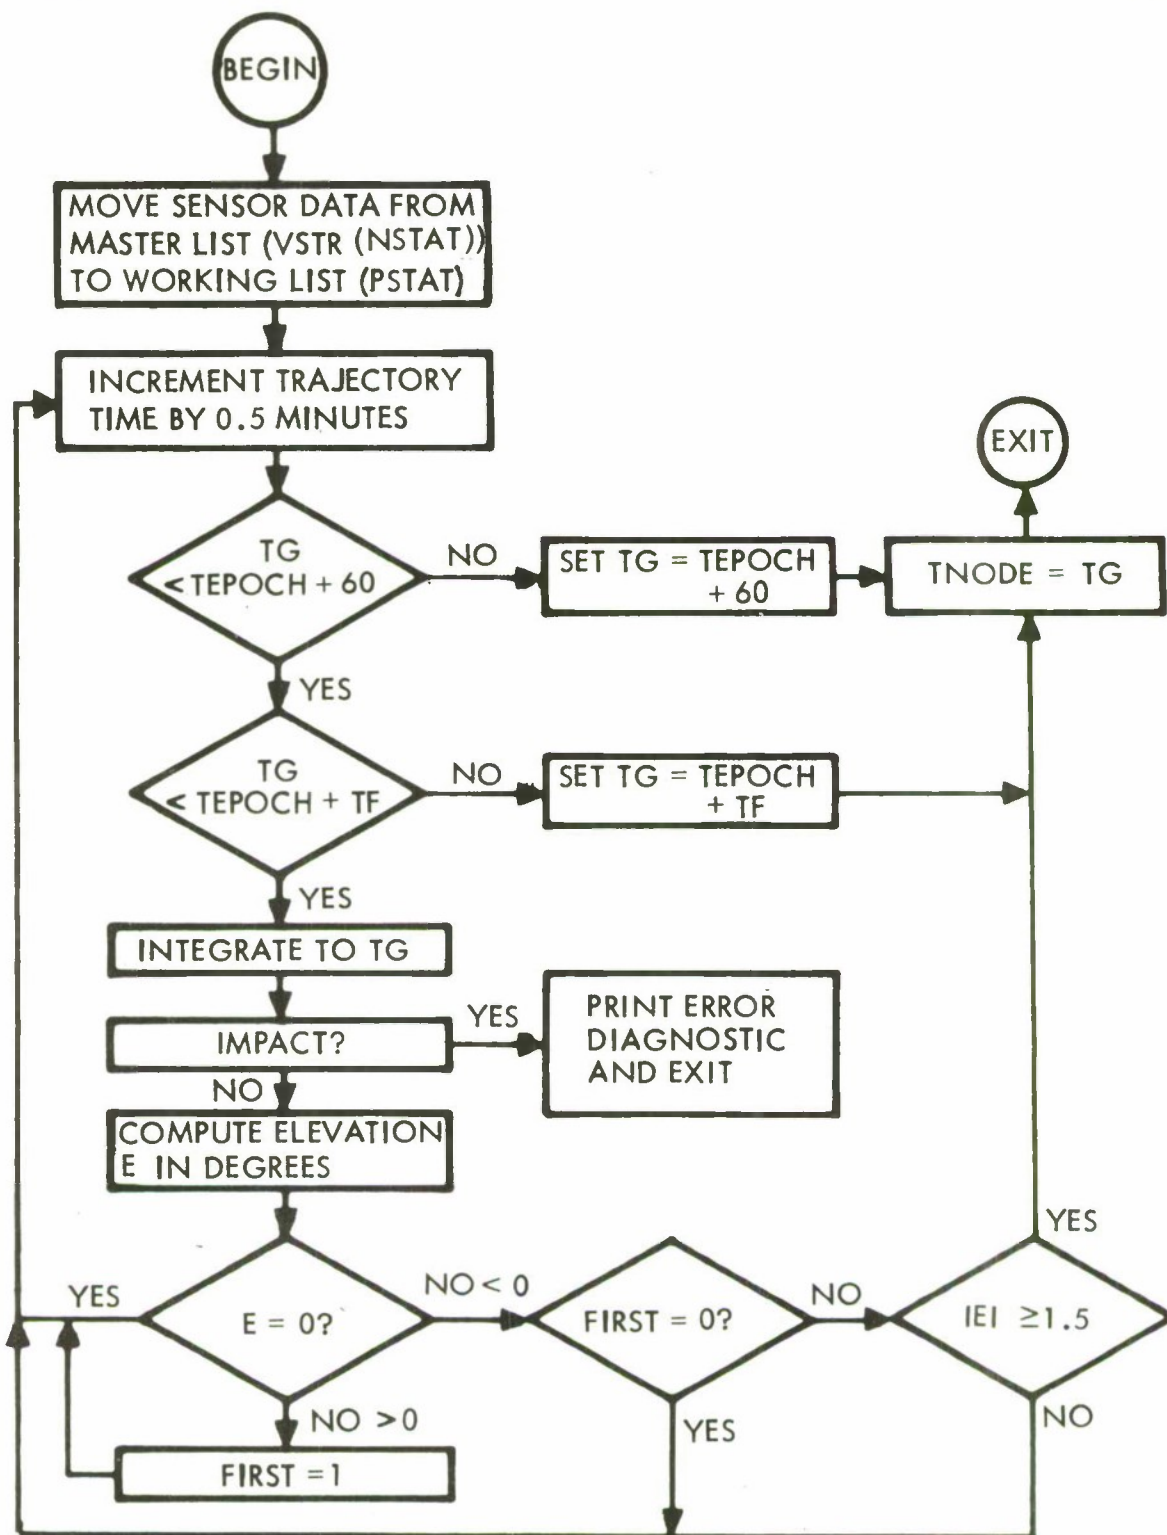 BEGIN
MOVE SENSOR DATA FROM
MASTER LIST (VSTR (NSTAT))
TO WORKING LIST (PSTAT)
INCREMENT TRAJECTORY
TIME BY 0.5 MINUTES
EXIT
TG
< TEPOCH + 60
NO
SET TG = TEPOCH
+ 60
TNODE = TG
YES
TG
< TEPOCH + TF
NO
SET TG = TEPOCH
+ TF
YES
INTEGRATE TO TG
IMPACT?
YES
PRINT ERROR
DIAGNOSTIC
AND EXIT
NO
COMPUTE ELEVATION
E IN DEGREES
YES
E = 0?
NO < 0
FIRST = 0?
NO
|E| ≥1.5
YES
NO >0
YES
NO
FIRST = 1